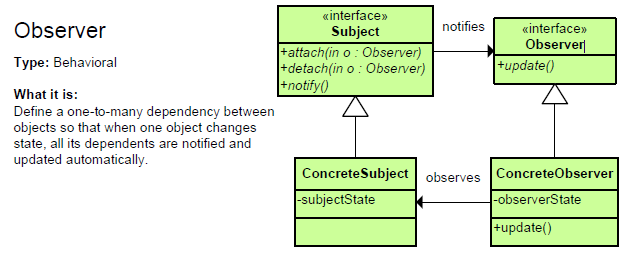 Observer
Type: Behavioral
What it is:
Define a one-to-many dependency between
objects so that when one object changes
state, all its dependents are notified and
updated automatically.
«interface»
Subject
+attach(in o : Observer)
+detach(in o : Observer)
+notify()
notifies
«interface»
Observer
+update()
ConcreteSubject
-subjectState
observes
ConcreteObserver
-observerState
+update()